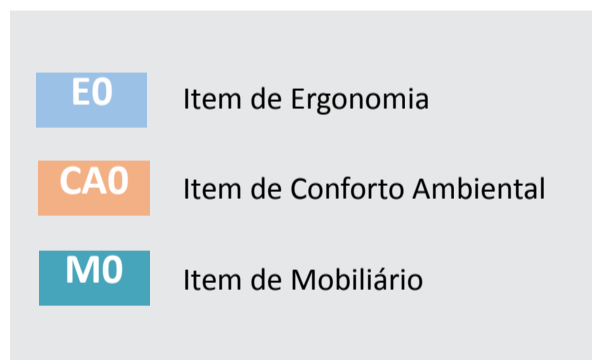 E0 Item de Ergonomia
CA0 Item de Conforto Ambiental
M0 Item de Mobiliário